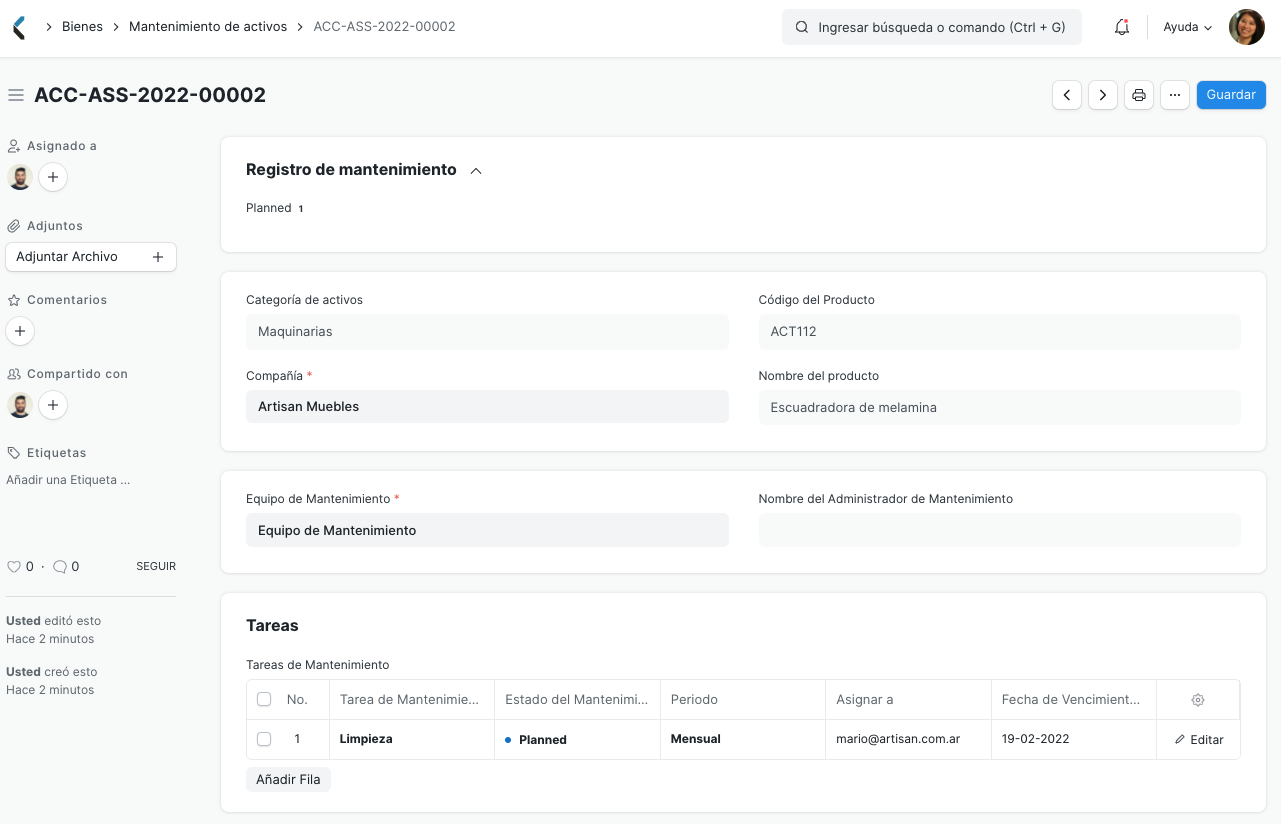 Bienes
Mantenimiento de activos
ACC-ASS-2022-00002
Ingresar búsqueda o comando (Ctrl + G)
Ayuda
ACC-ASS-2022-00002
Guardar
Asignado a
Adjuntos
Adjuntar Archivo
Comentarios
Compartido con
Etiquetas
Añadir una Etiqueta ...
0 · 0 SEGUIR
Usted editó esto
Hace 2 minutos
Usted creó esto
Hace 2 minutos
Registro de mantenimiento
Planned 1
Categoría de activos
Maquinarias
Código del Producto
ACT112
Compañía *
Artisan Muebles
Nombre del producto
Escuadradora de melamina
Equipo de Mantenimiento *
Equipo de Mantenimiento
Nombre del Administrador de Mantenimiento
Tareas
Tareas de Mantenimiento
No. Tarea de Mantenimie... Estado del Mantenimi... Periodo Asignar a Fecha de Vencimient...
1 Limpieza Planned Mensual mario@artisan.com.ar 19-02-2022 Editar
Añadir Fila